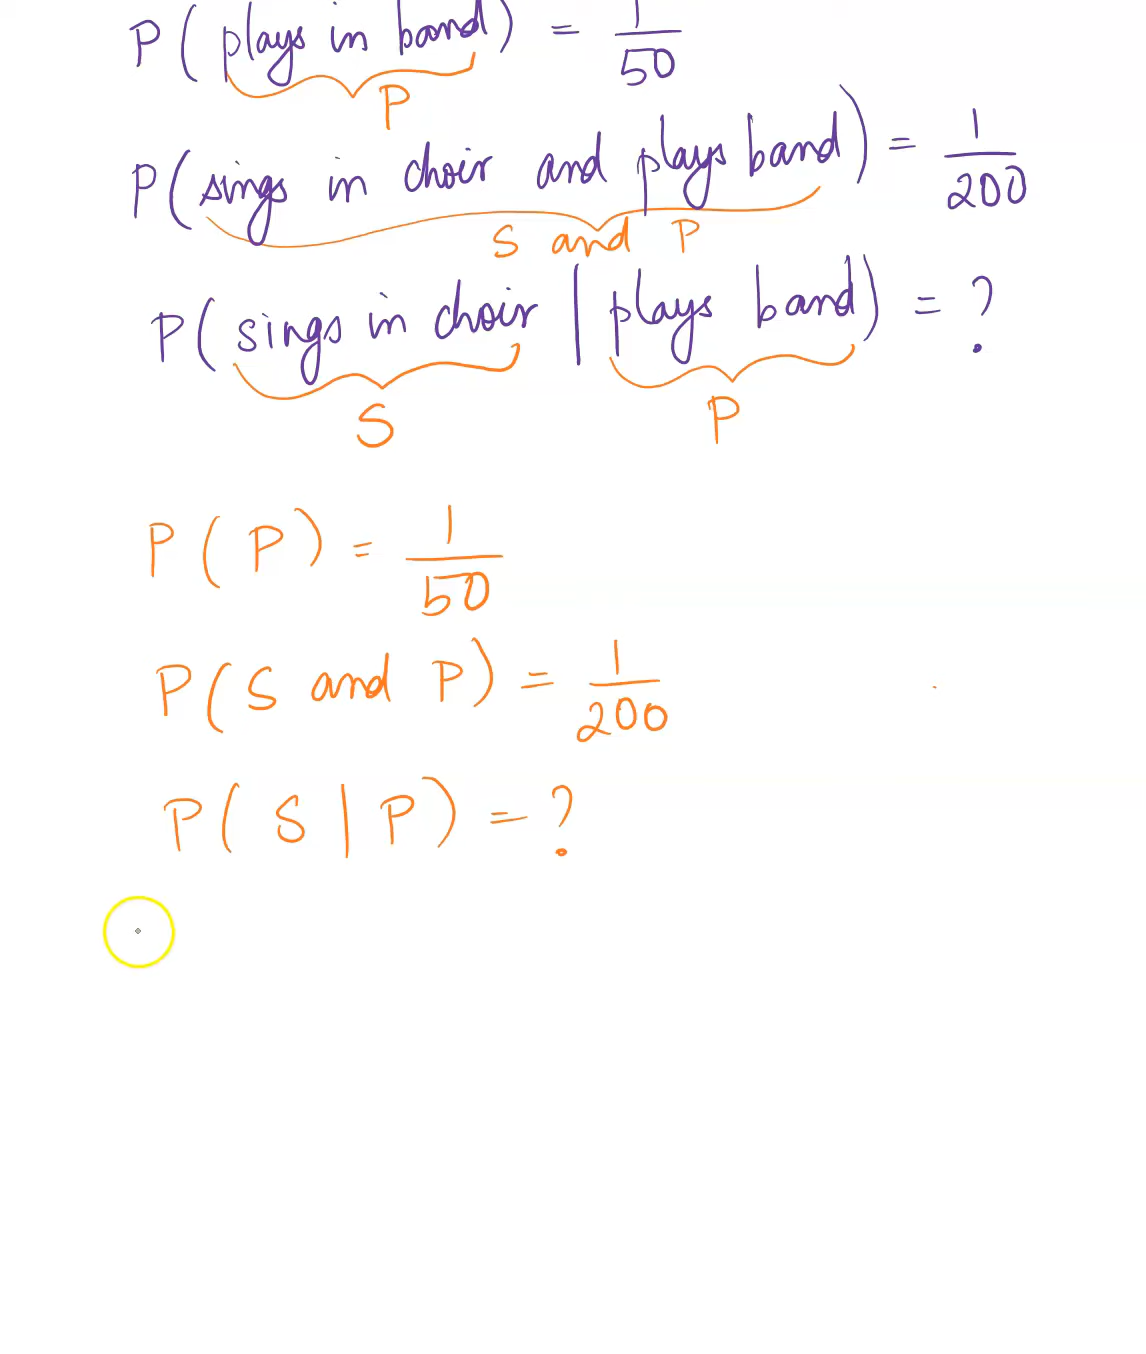 P( plays in band) = 1/50
P
P( sings in choir and plays band) = 1/200
S and P
P( sings in choir | plays band) = ?
S P
P( P) = 1/50
P( S and P) = 1/200
P( S | P) = ?